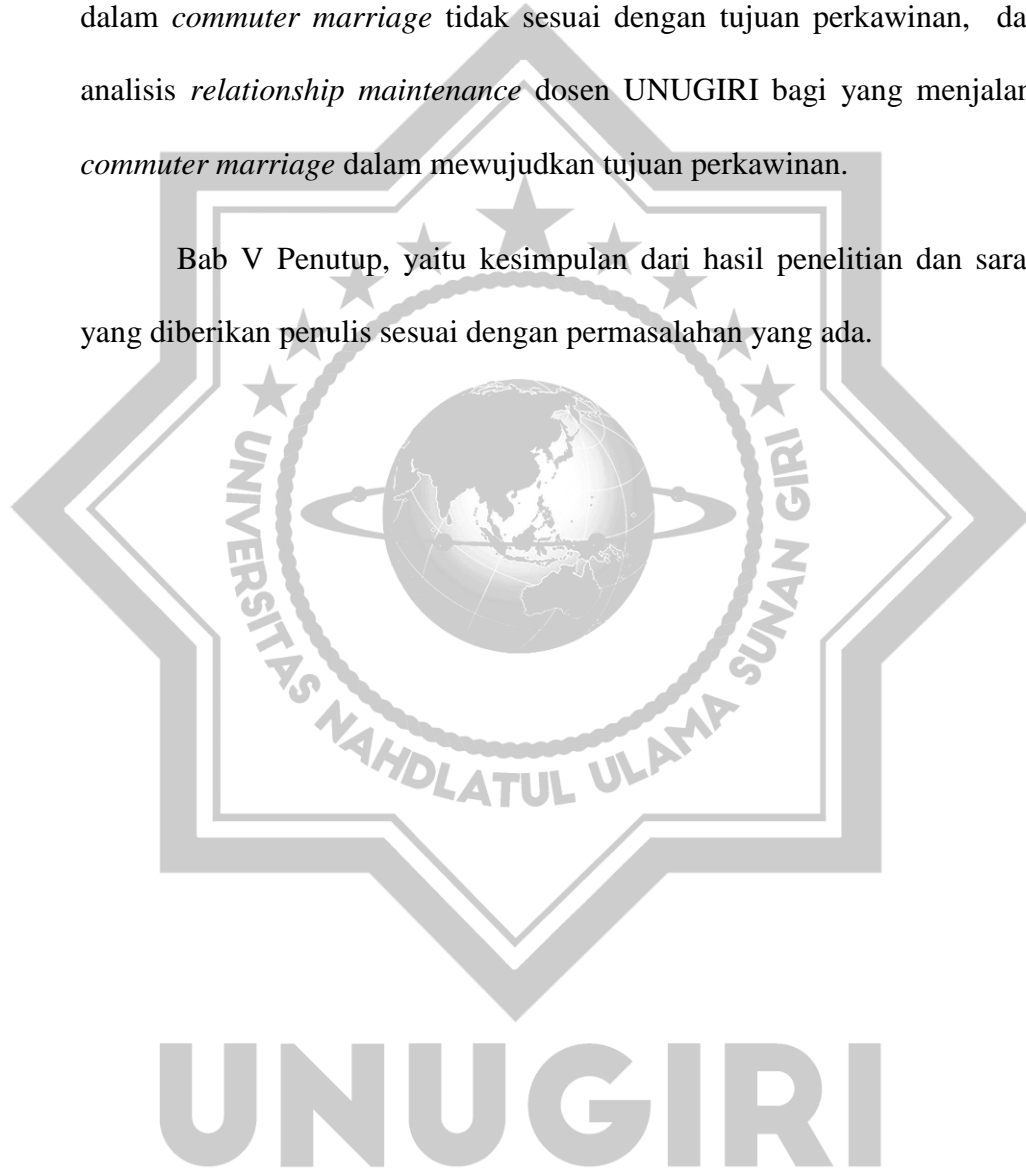 dalam commuter marriage tidak sesuai dengan tujuan perkawinan, da
analisis relationship maintenance dosen UNUGIRI bagi yang menjalan
commuter marriage dalam mewujudkan tujuan perkawinan.
Bab V Penutup, yaitu kesimpulan dari hasil penelitian dan sara
yang diberikan penulis sesuai dengan permasalahan yang ada.
UNIVERSITAS NAHDLATUL ULAMA SUNAN GIRI
UNUGIRI